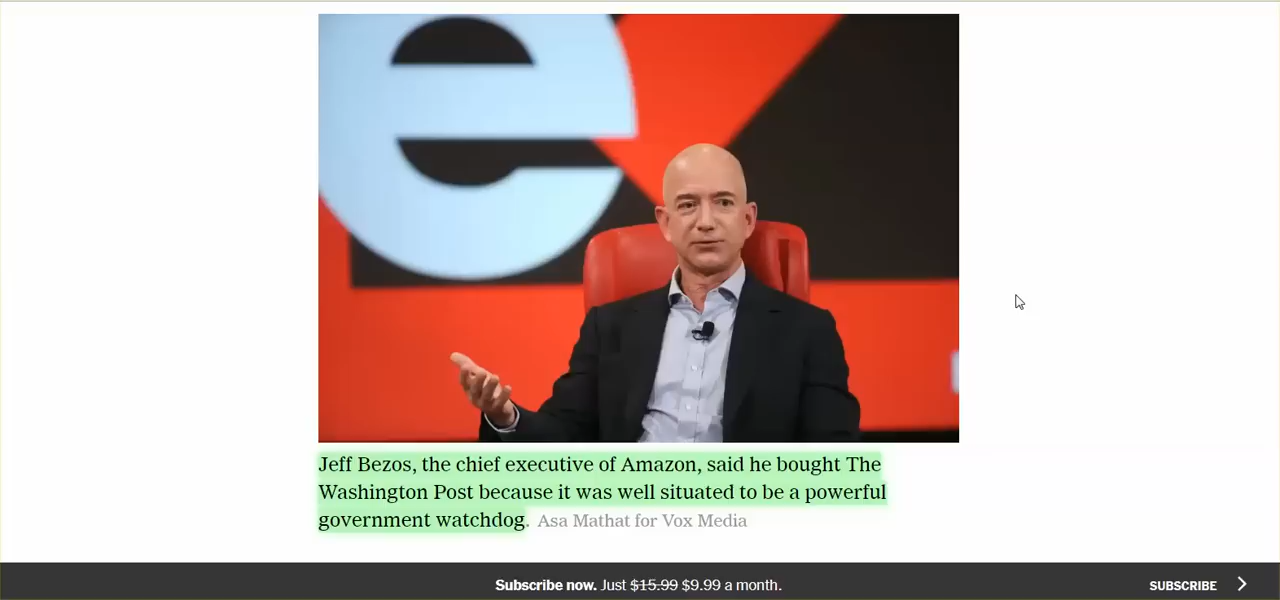 e
Jeff Bezos, the chief executive of Amazon, said he bought The
Washington Post because it was well situated to be a powerful
government watchdog. Asa Mathat for Vox Media
Subscribe now. Just $15.99 $9.99 a month.
SUBSCRIBE